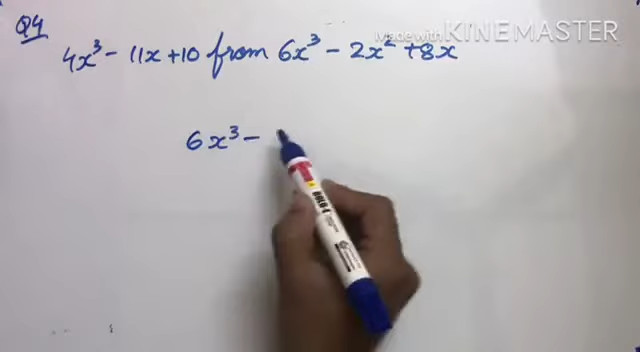 Q4
Made with KINEMASTER
4x³ - 11x + 10 from 6x³ - 2x² + 8x
6x³ -